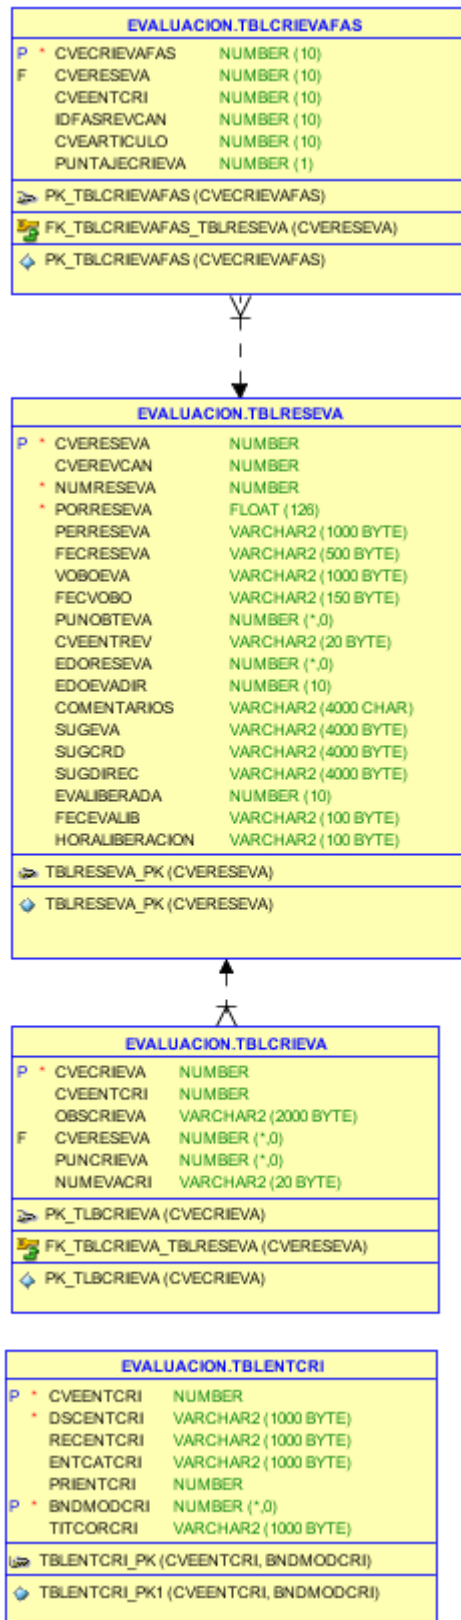 EVALUACION.TBLCRIEVAFAS
P * CVECRIEVAFAS NUMBER (10)
F CVERESEVA NUMBER (10)
CVEENTCRI NUMBER (10)
IDFASREVCAN NUMBER (10)
CVEARTICULO NUMBER (10)
PUNTAJECRIEVA NUMBER (1)
PK_TBLCRIEVAFAS (CVECRIEVAFAS)
FK_TBLCRIEVAFAS_TBLRESEVA (CVERESEVA)
PK_TBLCRIEVAFAS (CVECRIEVAFAS)
EVALUACION.TBLRESEVA
P * CVERESEVA NUMBER
CVEREVCAN NUMBER
* NUMRESEVA NUMBER
* PORRESEVA FLOAT (126)
PERRESEVA VARCHAR2 (1000 BYTE)
FECRESEVA VARCHAR2 (500 BYTE)
VOBOEVA VARCHAR2 (1000 BYTE)
FECVOBO VARCHAR2 (150 BYTE)
PUNOBTEVA NUMBER (*,0)
CVEENTREV VARCHAR2 (20 BYTE)
EDORESEVA NUMBER (*,0)
EDOEVADIR NUMBER (10)
COMENTARIOS VARCHAR2 (4000 CHAR)
SUGEVA VARCHAR2 (4000 BYTE)
SUGCRD VARCHAR2 (4000 BYTE)
SUGDIREC VARCHAR2 (4000 BYTE)
EVALIBERADA NUMBER (10)
FECEVALIB VARCHAR2 (100 BYTE)
HORALIBERACION VARCHAR2 (100 BYTE)
TBLRESEVA_PK (CVERESEVA)
TBLRESEVA_PK (CVERESEVA)
EVALUACION.TBLCRIEVA
P * CVECRIEVA NUMBER
CVEENTCRI NUMBER
OBSCRIEVA VARCHAR2 (2000 BYTE)
F CVERESEVA NUMBER (*,0)
PUNCRIEVA NUMBER (*,0)
NUMEVACRI VARCHAR2 (20 BYTE)
PK_TLBCRIEVA (CVECRIEVA)
FK_TBLCRIEVA_TBLRESEVA (CVERESEVA)
PK_TLBCRIEVA (CVECRIEVA)
EVALUACION.TBLENTCRI
P * CVEENTCRI NUMBER
* DSCENTCRI VARCHAR2 (1000 BYTE)
RECENTCRI VARCHAR2 (1000 BYTE)
ENTCATCRI VARCHAR2 (1000 BYTE)
PRIENTCRI NUMBER
P * BNDMODCRI NUMBER (*,0)
TITCORCRI VARCHAR2 (1000 BYTE)
TBLENTCRI_PK (CVEENTCRI, BNDMODCRI)
TBLENTCRI_PK1 (CVEENTCRI, BNDMODCRI)